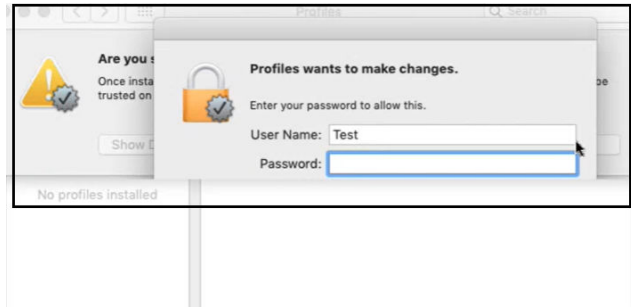 Profiles
Search
Are you s
Once insta
trusted on
be
Show D
Profiles wants to make changes.
Enter your password to allow this.
User Name: Test
Password:
No profiles installed